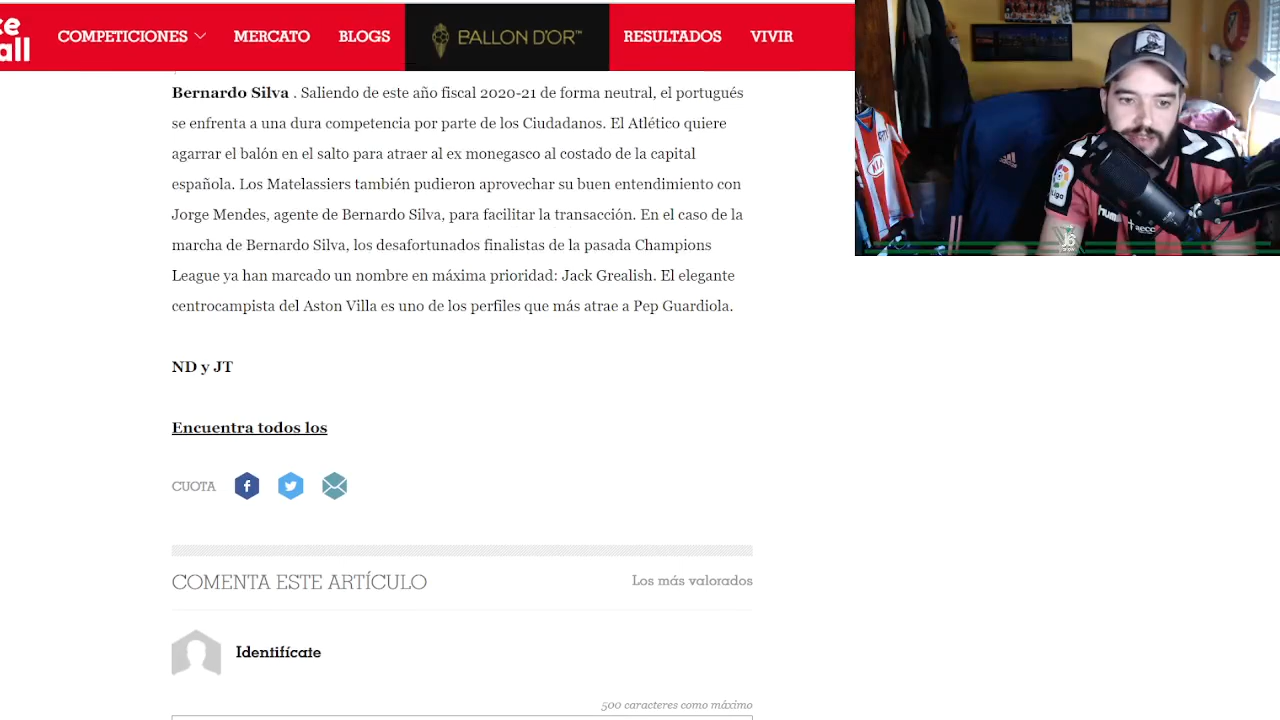 ce
all
COMPETICIONES
MERCATO
BLOGS
BALLON D'OR™
RESULTADOS
VIVIR
Bernardo Silva . Saliendo de este año fiscal 2020-21 de forma neutral, el portugués
se enfrenta a una dura competencia por parte de los Ciudadanos. El Atlético quiere
agarrar el balón en el salto para atraer al ex monegasco al costado de la capital
española. Los Matelassiers también pudieron aprovechar su buen entendimiento con
Jorge Mendes, agente de Bernardo Silva, para facilitar la transacción. En el caso de la
marcha de Bernardo Silva, los desafortunados finalistas de la pasada Champions
League ya han marcado un nombre en máxima prioridad: Jack Grealish. El elegante
centrocampista del Aston Villa es uno de los perfiles que más atrae a Pep Guardiola.
ND y JT
Encuentra todos los
CUOTA
COMENTA ESTE ARTÍCULO
Los más valorados
Identifícate
500 caracteres como máximo
KIA
LaLiga